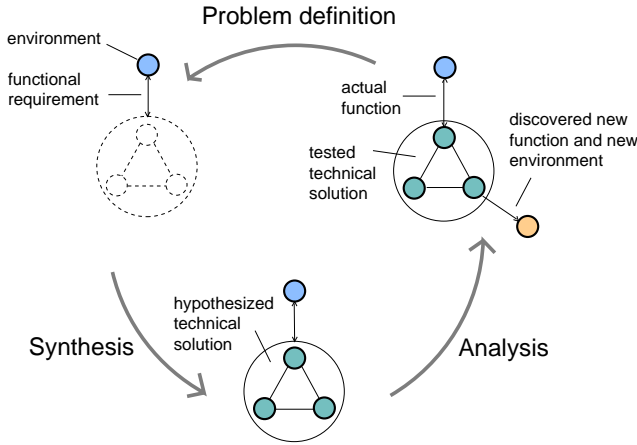 Problem definition
environment
functional
requirement
actual
function
discovered new
function and new
environment
tested
technical
solution
hypothesized
technical
solution
Synthesis
Analysis